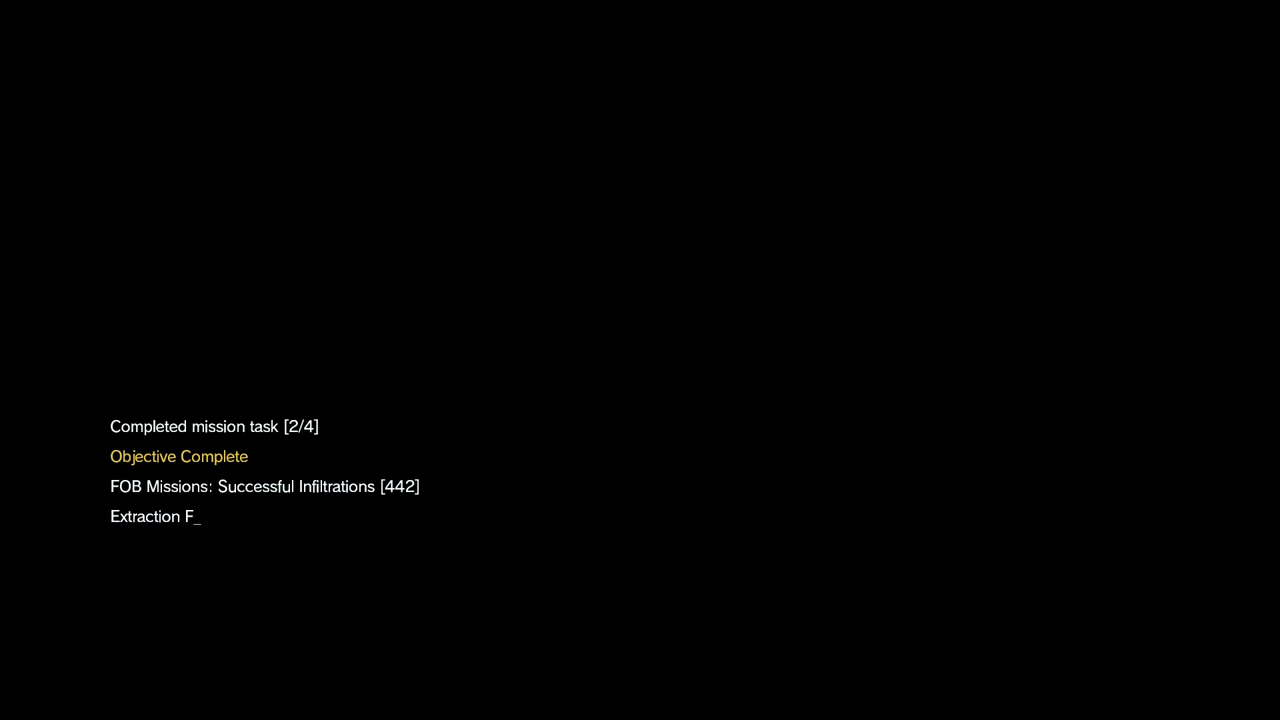 Completed mission task [2/4]
Objective Complete
FOB Missions: Successful Infiltrations [442]
Extraction F_